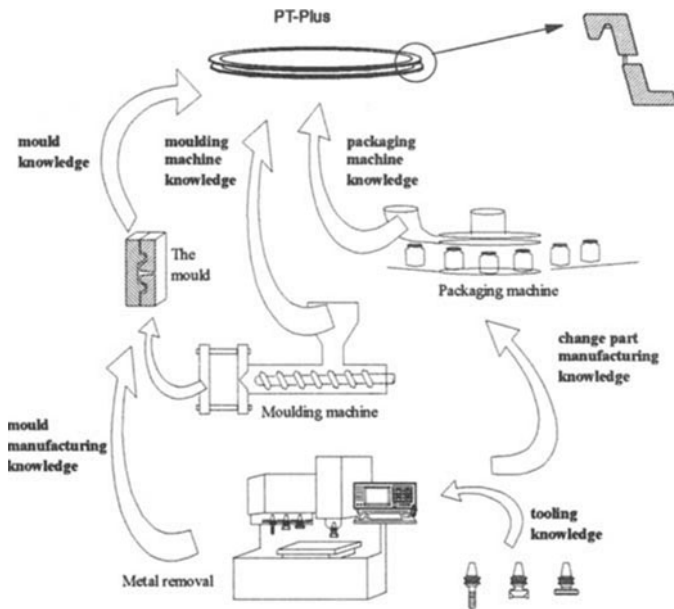 PT-Plus
mould
knowledge
moulding
machine
knowledge
packaging
machine
knowledge
The
mould
Packaging machine
change part
manufacturing
knowledge
Moulding machine
mould
manufacturing
knowledge
tooling
knowledge
Metal removal